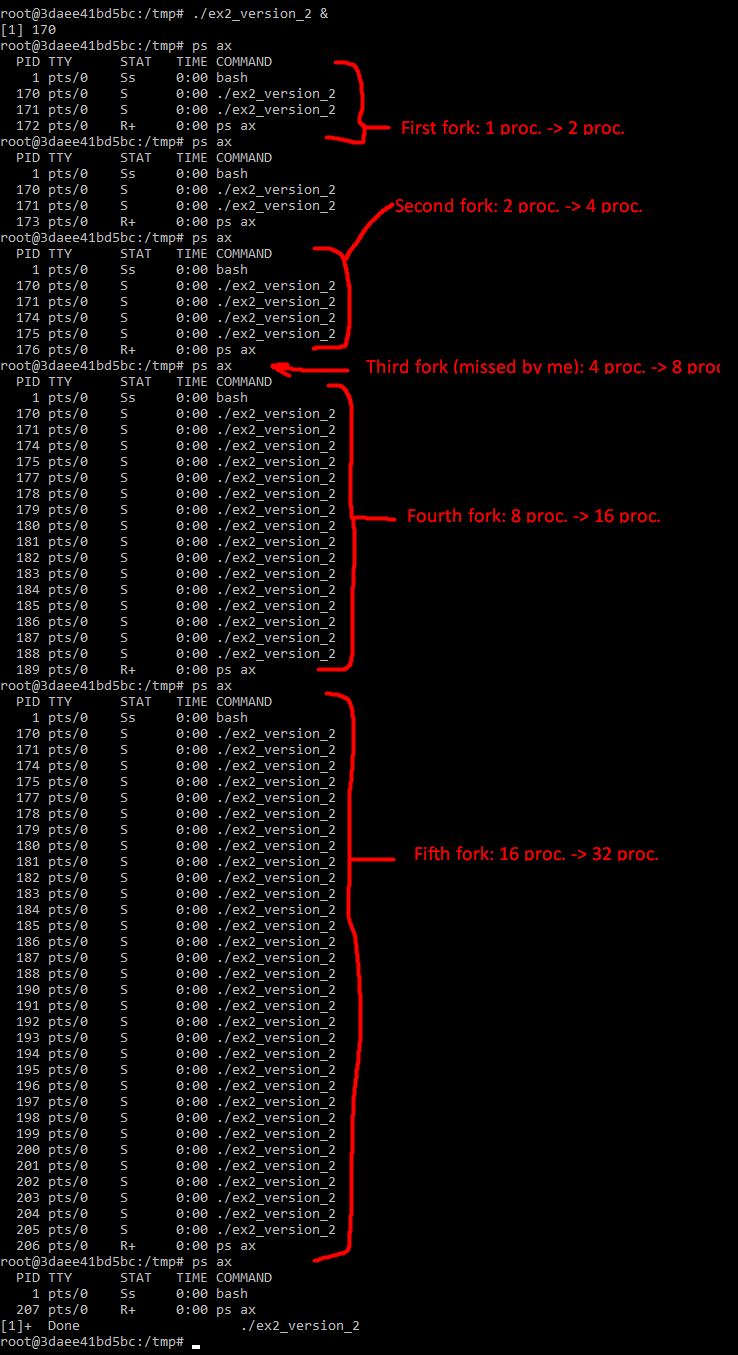 root@3daee41bd5bc:/tmp# ./ex2_version_2 &
[1] 170
root@3daee41bd5bc:/tmp# ps ax
PID TTY STAT TIME COMMAND
1 pts/0 Ss 0:00 bash
170 pts/0 S 0:00 ./ex2_version_2
171 pts/0 S 0:00 ./ex2_version_2
172 pts/0 R+ 0:00 ps ax
First fork: 1 proc. -> 2 proc.
root@3daee41bd5bc:/tmp# ps ax
PID TTY STAT TIME COMMAND
1 pts/0 Ss 0:00 bash
170 pts/0 S 0:00 ./ex2_version_2
171 pts/0 S 0:00 ./ex2_version_2
Second fork: 2 proc. -> 4 proc.
173 pts/0 R+ 0:00 ps ax
root@3daee41bd5bc:/tmp# ps ax
PID TTY STAT TIME COMMAND
1 pts/0 Ss 0:00 bash
170 pts/0 S 0:00 ./ex2_version_2
171 pts/0 S 0:00 ./ex2_version_2
174 pts/0 S 0:00 ./ex2_version_2
175 pts/0 S 0:00 ./ex2_version_2
176 pts/0 R+ 0:00 ps ax
root@3daee41bd5bc:/tmp# ps ax
Third fork (missed by me): 4 proc. -> 8 proc
PID TTY STAT TIME COMMAND
1 pts/0 Ss 0:00 bash
170 pts/0 S 0:00 ./ex2_version_2
171 pts/0 S 0:00 ./ex2_version_2
174 pts/0 S 0:00 ./ex2_version_2
175 pts/0 S 0:00 ./ex2_version_2
177 pts/0 S 0:00 ./ex2_version_2
178 pts/0 S 0:00 ./ex2_version_2
179 pts/0 S 0:00 ./ex2_version_2
Fourth fork: 8 proc. -> 16 proc.
180 pts/0 S 0:00 ./ex2_version_2
181 pts/0 S 0:00 ./ex2_version_2
182 pts/0 S 0:00 ./ex2_version_2
183 pts/0 S 0:00 ./ex2_version_2
184 pts/0 S 0:00 ./ex2_version_2
185 pts/0 S 0:00 ./ex2_version_2
186 pts/0 S 0:00 ./ex2_version_2
187 pts/0 S 0:00 ./ex2_version_2
188 pts/0 S 0:00 ./ex2_version_2
189 pts/0 R+ 0:00 ps ax
root@3daee41bd5bc:/tmp# ps ax
PID TTY STAT TIME COMMAND
1 pts/0 Ss 0:00 bash
170 pts/0 S 0:00 ./ex2_version_2
171 pts/0 S 0:00 ./ex2_version_2
174 pts/0 S 0:00 ./ex2_version_2
175 pts/0 S 0:00 ./ex2_version_2
177 pts/0 S 0:00 ./ex2_version_2
178 pts/0 S 0:00 ./ex2_version_2
179 pts/0 S 0:00 ./ex2_version_2
180 pts/0 S 0:00 ./ex2_version_2
Fifth fork: 16 proc. -> 32 proc.
181 pts/0 S 0:00 ./ex2_version_2
182 pts/0 S 0:00 ./ex2_version_2
183 pts/0 S 0:00 ./ex2_version_2
184 pts/0 S 0:00 ./ex2_version_2
185 pts/0 S 0:00 ./ex2_version_2
186 pts/0 S 0:00 ./ex2_version_2
187 pts/0 S 0:00 ./ex2_version_2
188 pts/0 S 0:00 ./ex2_version_2
190 pts/0 S 0:00 ./ex2_version_2
191 pts/0 S 0:00 ./ex2_version_2
192 pts/0 S 0:00 ./ex2_version_2
193 pts/0 S 0:00 ./ex2_version_2
194 pts/0 S 0:00 ./ex2_version_2
195 pts/0 S 0:00 ./ex2_version_2
196 pts/0 S 0:00 ./ex2_version_2
197 pts/0 S 0:00 ./ex2_version_2
198 pts/0 S 0:00 ./ex2_version_2
199 pts/0 S 0:00 ./ex2_version_2
200 pts/0 S 0:00 ./ex2_version_2
201 pts/0 S 0:00 ./ex2_version_2
202 pts/0 S 0:00 ./ex2_version_2
203 pts/0 S 0:00 ./ex2_version_2
204 pts/0 S 0:00 ./ex2_version_2
205 pts/0 S 0:00 ./ex2_version_2
206 pts/0 R+ 0:00 ps ax
root@3daee41bd5bc:/tmp# ps ax
PID TTY STAT TIME COMMAND
1 pts/0 Ss 0:00 bash
207 pts/0 R+ 0:00 ps ax
[1]+ Done ./ex2_version_2
root@3daee41bd5bc:/tmp#